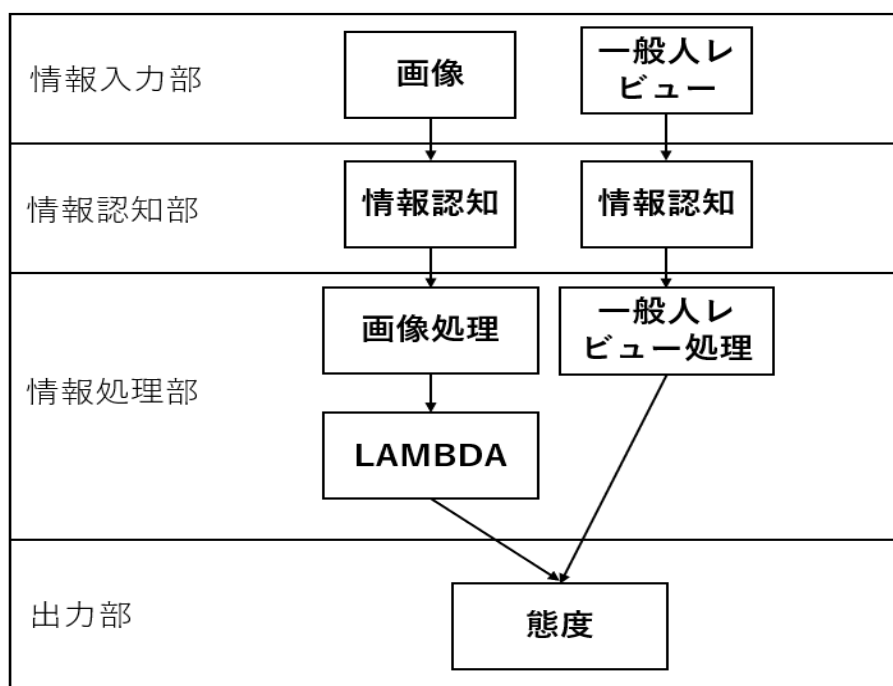 情報入力部
画像
一般人レ
ビュー
情報認知部
情報認知
情報認知
情報処理部
画像処理
一般人レ
ビュー処理
LAMBDA
出力部
態度